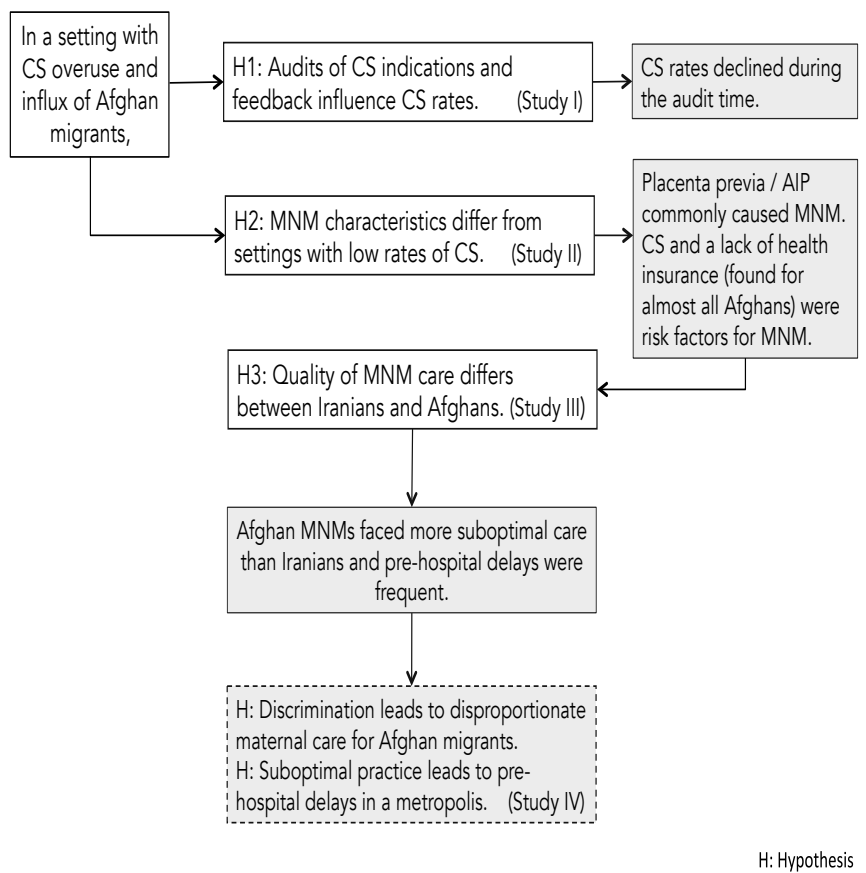 In a setting with
CS overuse and
influx of Afghan
migrants,
H1: Audits of CS indications and
feedback influence CS rates. (Study I)
CS rates declined during
the audit time.
H2: MNM characteristics differ from
settings with low rates of CS. (Study II)
Placenta previa / AIP
commonly caused MNM.
CS and a lack of health
insurance (found for
almost all Afghans) were
risk factors for MNM.
H3: Quality of MNM care differs
between Iranians and Afghans. (Study III)
Afghan MNMs faced more suboptimal care
than Iranians and pre-hospital delays were
frequent.
H: Discrimination leads to disproportionate
maternal care for Afghan migrants.
H: Suboptimal practice leads to pre-
hospital delays in a metropolis. (Study IV)
H: Hypothesis